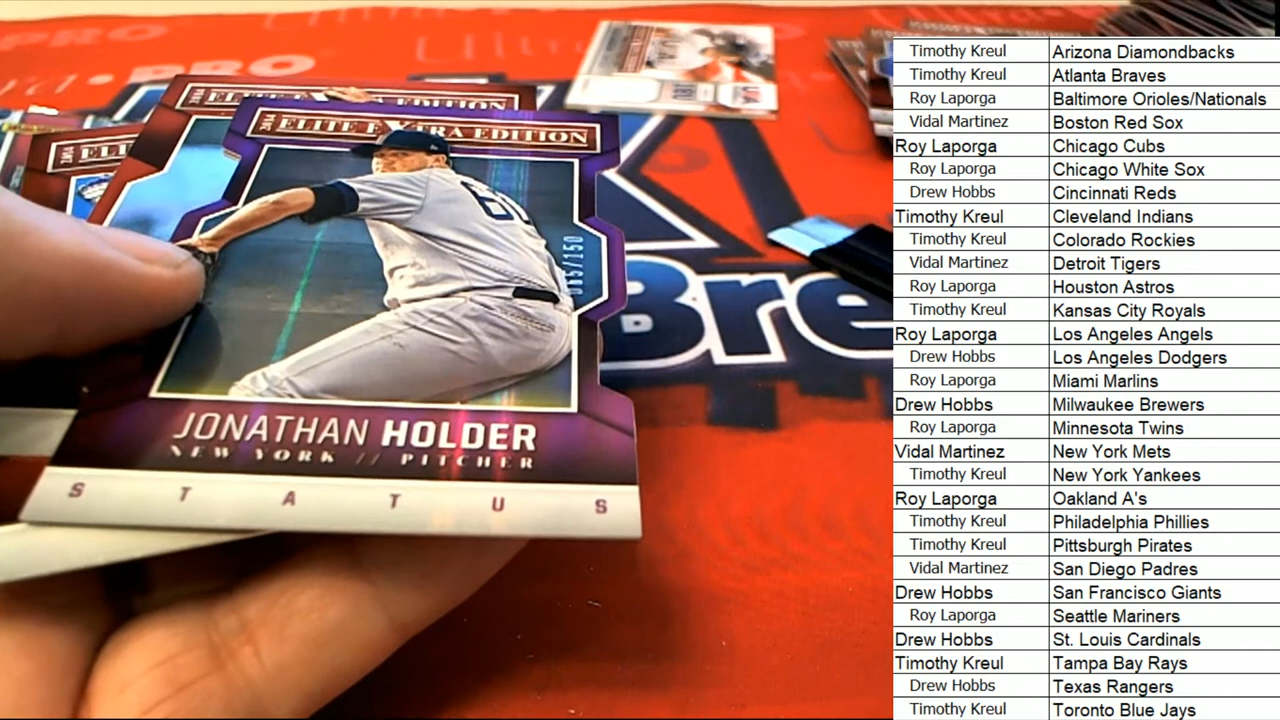 PRO
Ultra
PRO
ELITE EXTRA EDITION
ELITE EXTRA EDITION
ELI
60
065/150
JONATHAN HOLDER
NEW YORK // PITCHER
STATUS
Bre
Timothy Kreul Arizona Diamondbacks
Timothy Kreul Atlanta Braves
Roy Laporga Baltimore Orioles/Nationals
Vidal Martinez Boston Red Sox
Roy Laporga Chicago Cubs
Roy Laporga Chicago White Sox
Drew Hobbs Cincinnati Reds
Timothy Kreul Cleveland Indians
Timothy Kreul Colorado Rockies
Vidal Martinez Detroit Tigers
Roy Laporga Houston Astros
Timothy Kreul Kansas City Royals
Roy Laporga Los Angeles Angels
Drew Hobbs Los Angeles Dodgers
Roy Laporga Miami Marlins
Drew Hobbs Milwaukee Brewers
Roy Laporga Minnesota Twins
Vidal Martinez New York Mets
Timothy Kreul New York Yankees
Roy Laporga Oakland A's
Timothy Kreul Philadelphia Phillies
Timothy Kreul Pittsburgh Pirates
Vidal Martinez San Diego Padres
Drew Hobbs San Francisco Giants
Roy Laporga Seattle Mariners
Drew Hobbs St. Louis Cardinals
Timothy Kreul Tampa Bay Rays
Drew Hobbs Texas Rangers
Timothy Kreul Toronto Blue Jays